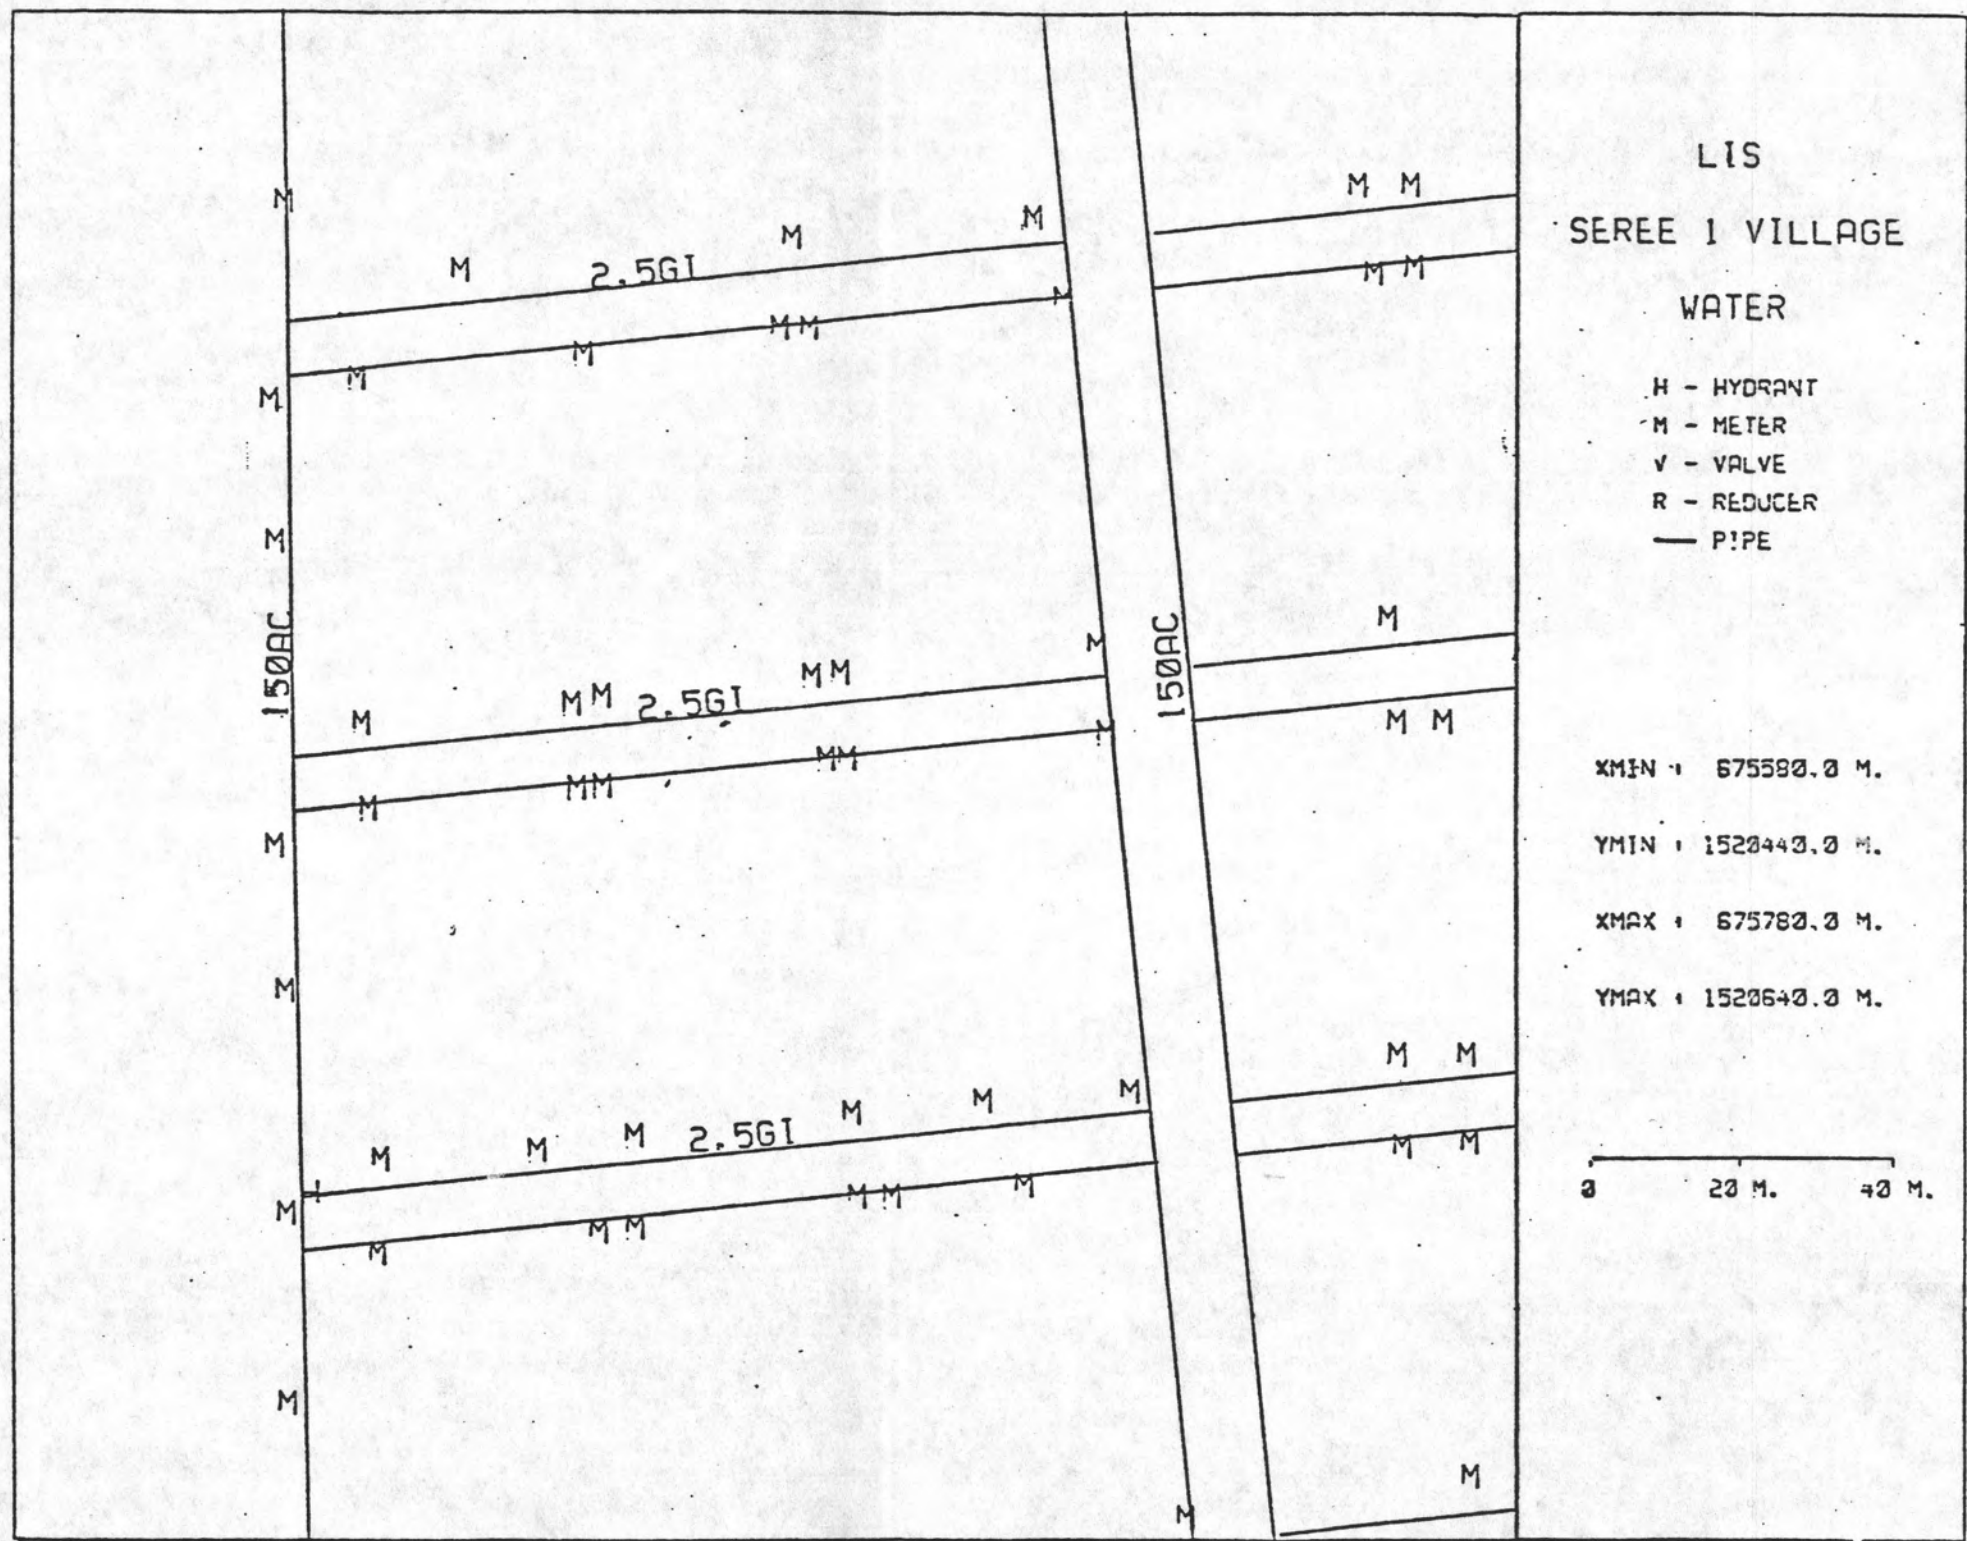 M
M M
M
M
M
M
2.5GI
M M
M
M M
M
M
M
M
M
M
150AC
150AC
M
M M
M M
2.5GI
M
M M
M
M M
M M
M
M
M
M M
M
M
M
M
M
M
2.5GI
M M
M
M
M
M M
M
M M
M
M
M
M
LIS
SEREE 1 VILLAGE
WATER
H - HYDRANT
M - METER
V - VALVE
R - REDUCER
— PIPE
XMIN : 675580.0 M.
YMIN : 1520440.0 M.
XMAX : 675780.0 M.
YMAX : 1520640.0 M.
0 20 M. 40 M.